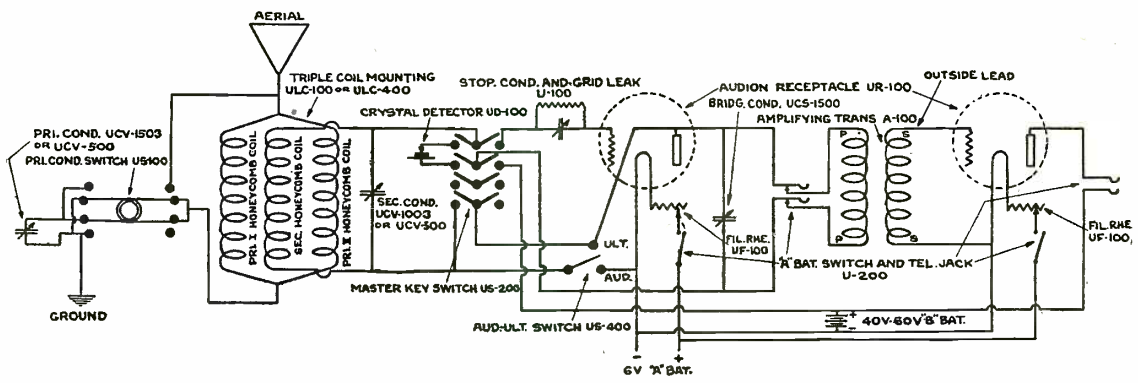 AERIAL
TRIPLE COIL MOUNTING
ULC-100 OR ULC-400
STOP. COND. AND GRID LEAK
U-100
CRYSTAL DETECTOR UD-100
AUDION RECEPTACLE UR-100
BRIDG. COND. UCS-1500
AMPLIFYING TRANS A-100
OUTSIDE LEAD
PRI. COND. UCV-1503
OR UCV-500
PRI. COND. SWITCH US-100
PRI. I HONEYCOMB COIL
SEC. HONEYCOMB COIL
PRI. II HONEYCOMB COIL
SEC. COND.
UCV-1003
OR UCV-500
P
S
P
S
ULT.
AUD.
FIL. RHE.
UF-100
FIL. RHE
UF-100,
"A" BAT. SWITCH AND TEL. JACK
U-200
MASTER KEY SWITCH US-200
AUD-ULT. SWITCH US-400
GROUND
+
40V-60V "B" BAT.
-
- +
6V "A" BAT.